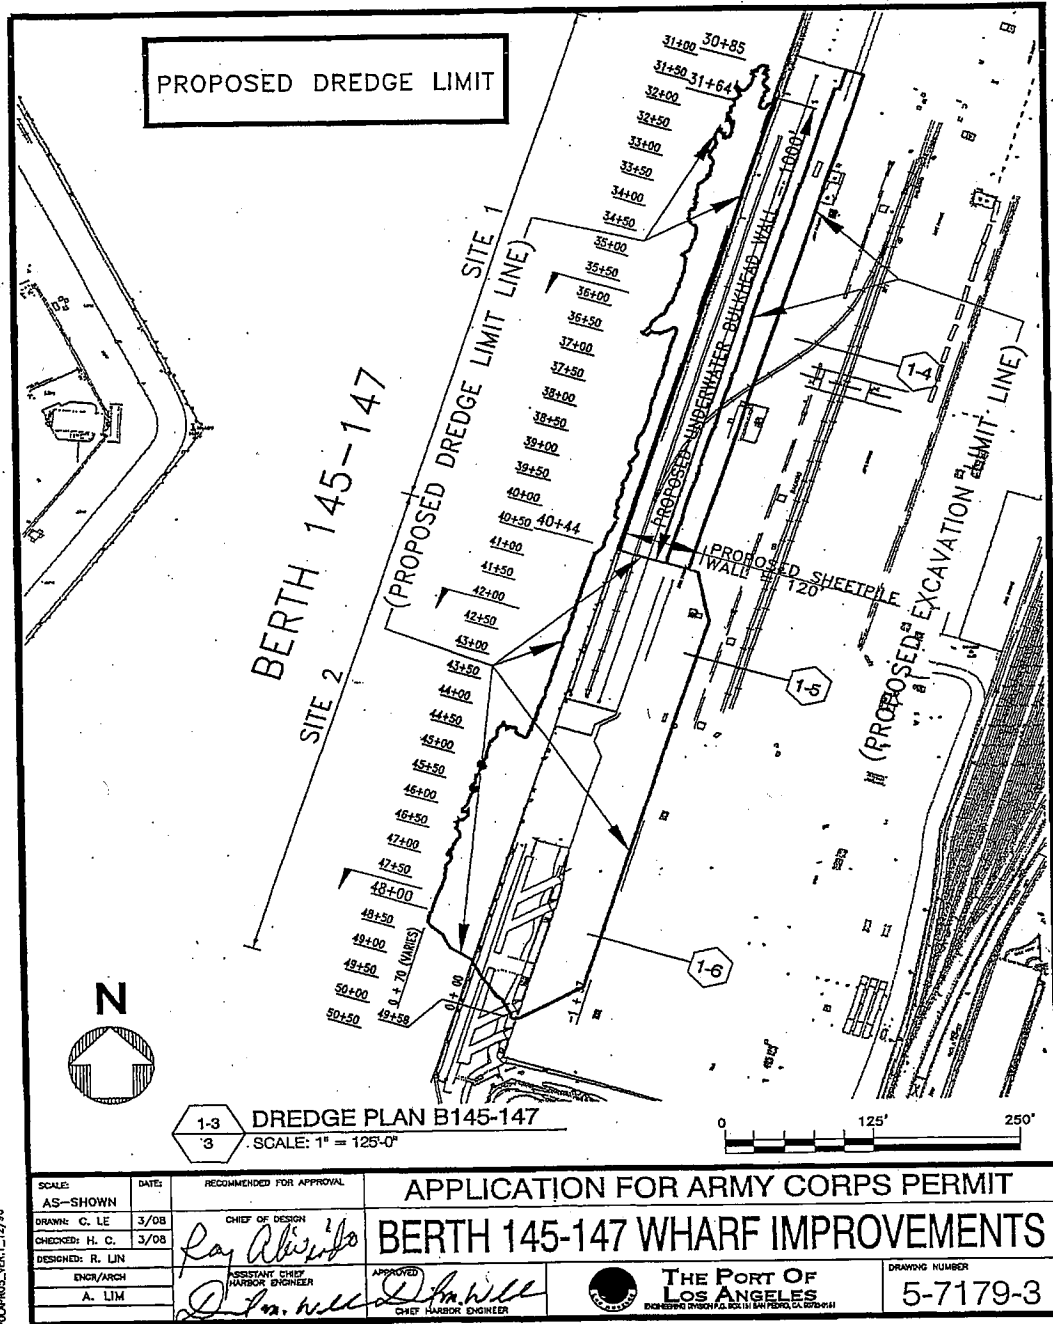 PROPOSED DREDGE LIMIT
31+00 30+85
31+50 31+64
32+00
32+50
33+00
33+50
34+00
34+50
35+00
35+50
36+00
36+50
37+00
37+50
38+00
38+50
39+00
39+50
40+00
40+50 40+44
41+00
41+50
42+00
42+50
43+00
43+50
44+00
44+50
45+00
45+50
46+00
46+50
47+00
47+50
48+00
48+50
49+00
49+50
50+00
50+50
49+58
0 + 70 (VARIES)
0 + 00
SITE 1
(PROPOSED DREDGE LIMIT LINE)
BERTH 145-147
SITE 2
PROPOSED UNDERWATER BULKHEAD WALL - 1000'
1-4
PROPOSED SHEETPILE
WALL 120'
(PROPOSED EXCAVATION LIMIT LINE)
1-5
1-6
N
1-3
3
DREDGE PLAN B145-147
SCALE: 1" = 125'-0"
0 125' 250'
SCALE:
AS-SHOWN
DATE:
DRAWN: C. LE 3/08
CHECKED: H. C. 3/08
DESIGNED: R. LIN
ENGR/ARCH
A. LIM
RECOMMENDED FOR APPROVAL
CHIEF OF DESIGN
ASSISTANT CHIEF
HARBOR ENGINEER
APPROVED
CHIEF HARBOR ENGINEER
APPLICATION FOR ARMY CORPS PERMIT
BERTH 145-147 WHARF IMPROVEMENTS
THE PORT OF
LOS ANGELES
DRAWING NUMBER
5-7179-3